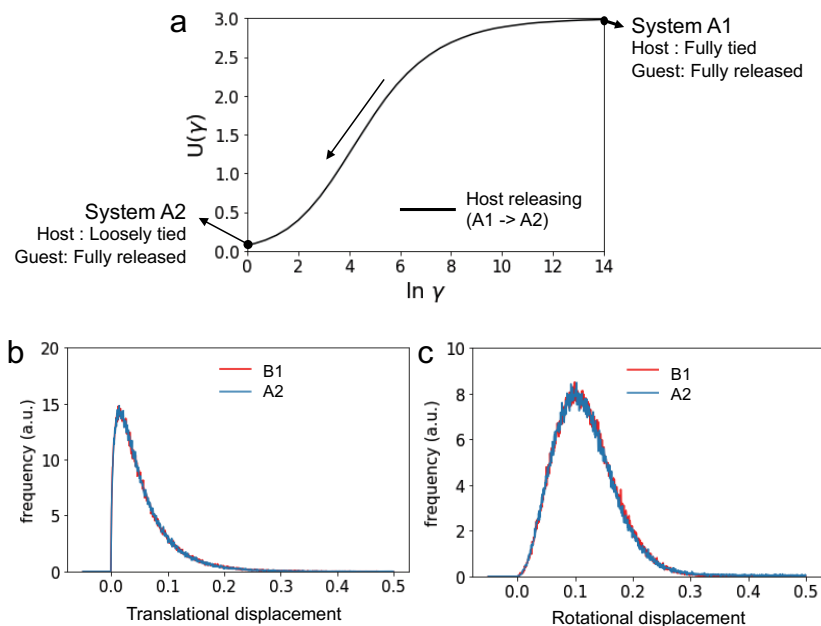 a
System A1
Host : Fully tied
Guest: Fully released
3.0
2.5
2.0
1.5
1.0
0.5
0.0
U(γ)
Host releasing
(A1 -> A2)
System A2
Host : Loosely tied
Guest: Fully released
0 2 4 6 8 10 12 14
ln γ
b
20
15
10
5
0
frequency (a.u.)
B1
A2
0.0 0.1 0.2 0.3 0.4 0.5
Translational displacement
c
10
8
6
4
2
0
frequency (a.u.)
B1
A2
0.0 0.1 0.2 0.3 0.4 0.5
Rotational displacement